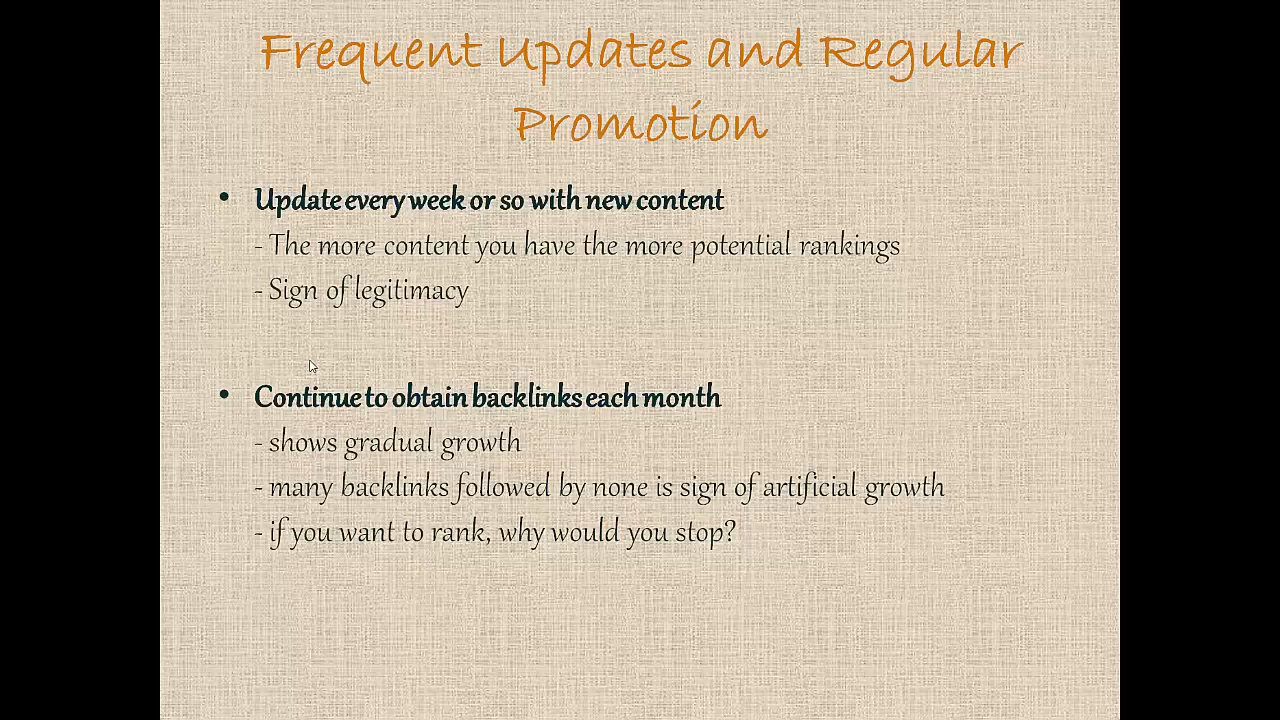 Frequent Updates and Regular
Promotion
• Update every week or so with new content
- The more content you have the more potential rankings
- Sign of legitimacy
• Continue to obtain backlinks each month
- shows gradual growth
- many backlinks followed by none is sign of artificial growth
- if you want to rank, why would you stop?